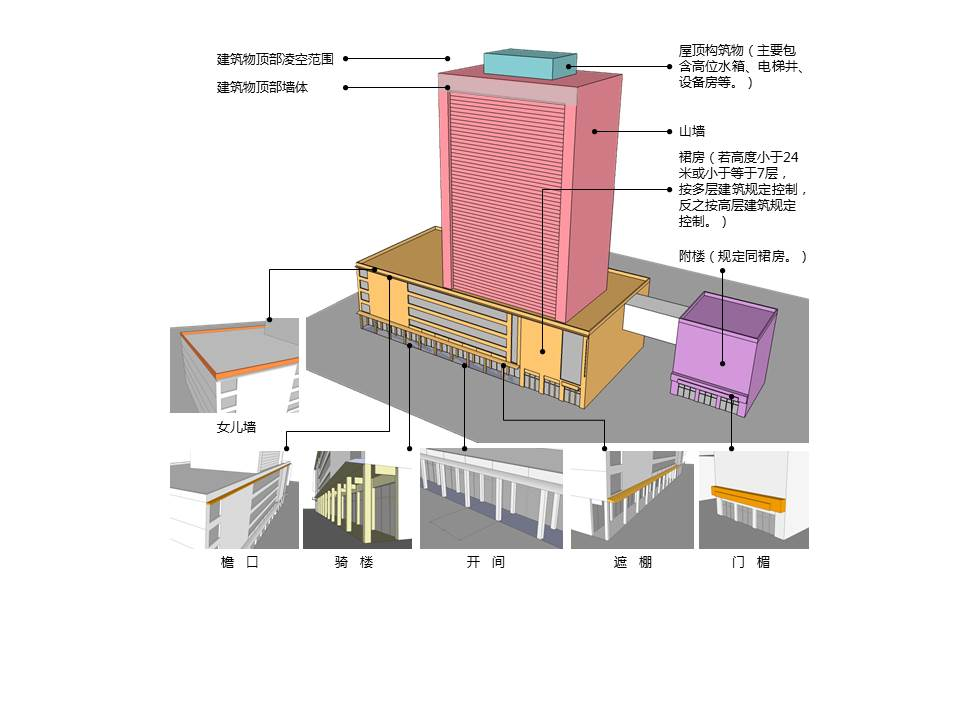 建筑物顶部凌空范围
建筑物顶部墙体
屋顶构筑物（主要包
含高位水箱、电梯井、
设备房等。）
山墙
裙房（若高度小于24
米或小于等于7层，
按多层建筑规定控制，
反之按高层建筑规定
控制。）
附楼（规定同裙房。）
女儿墙
檐 口
骑 楼
开 间
遮 棚
门 楣